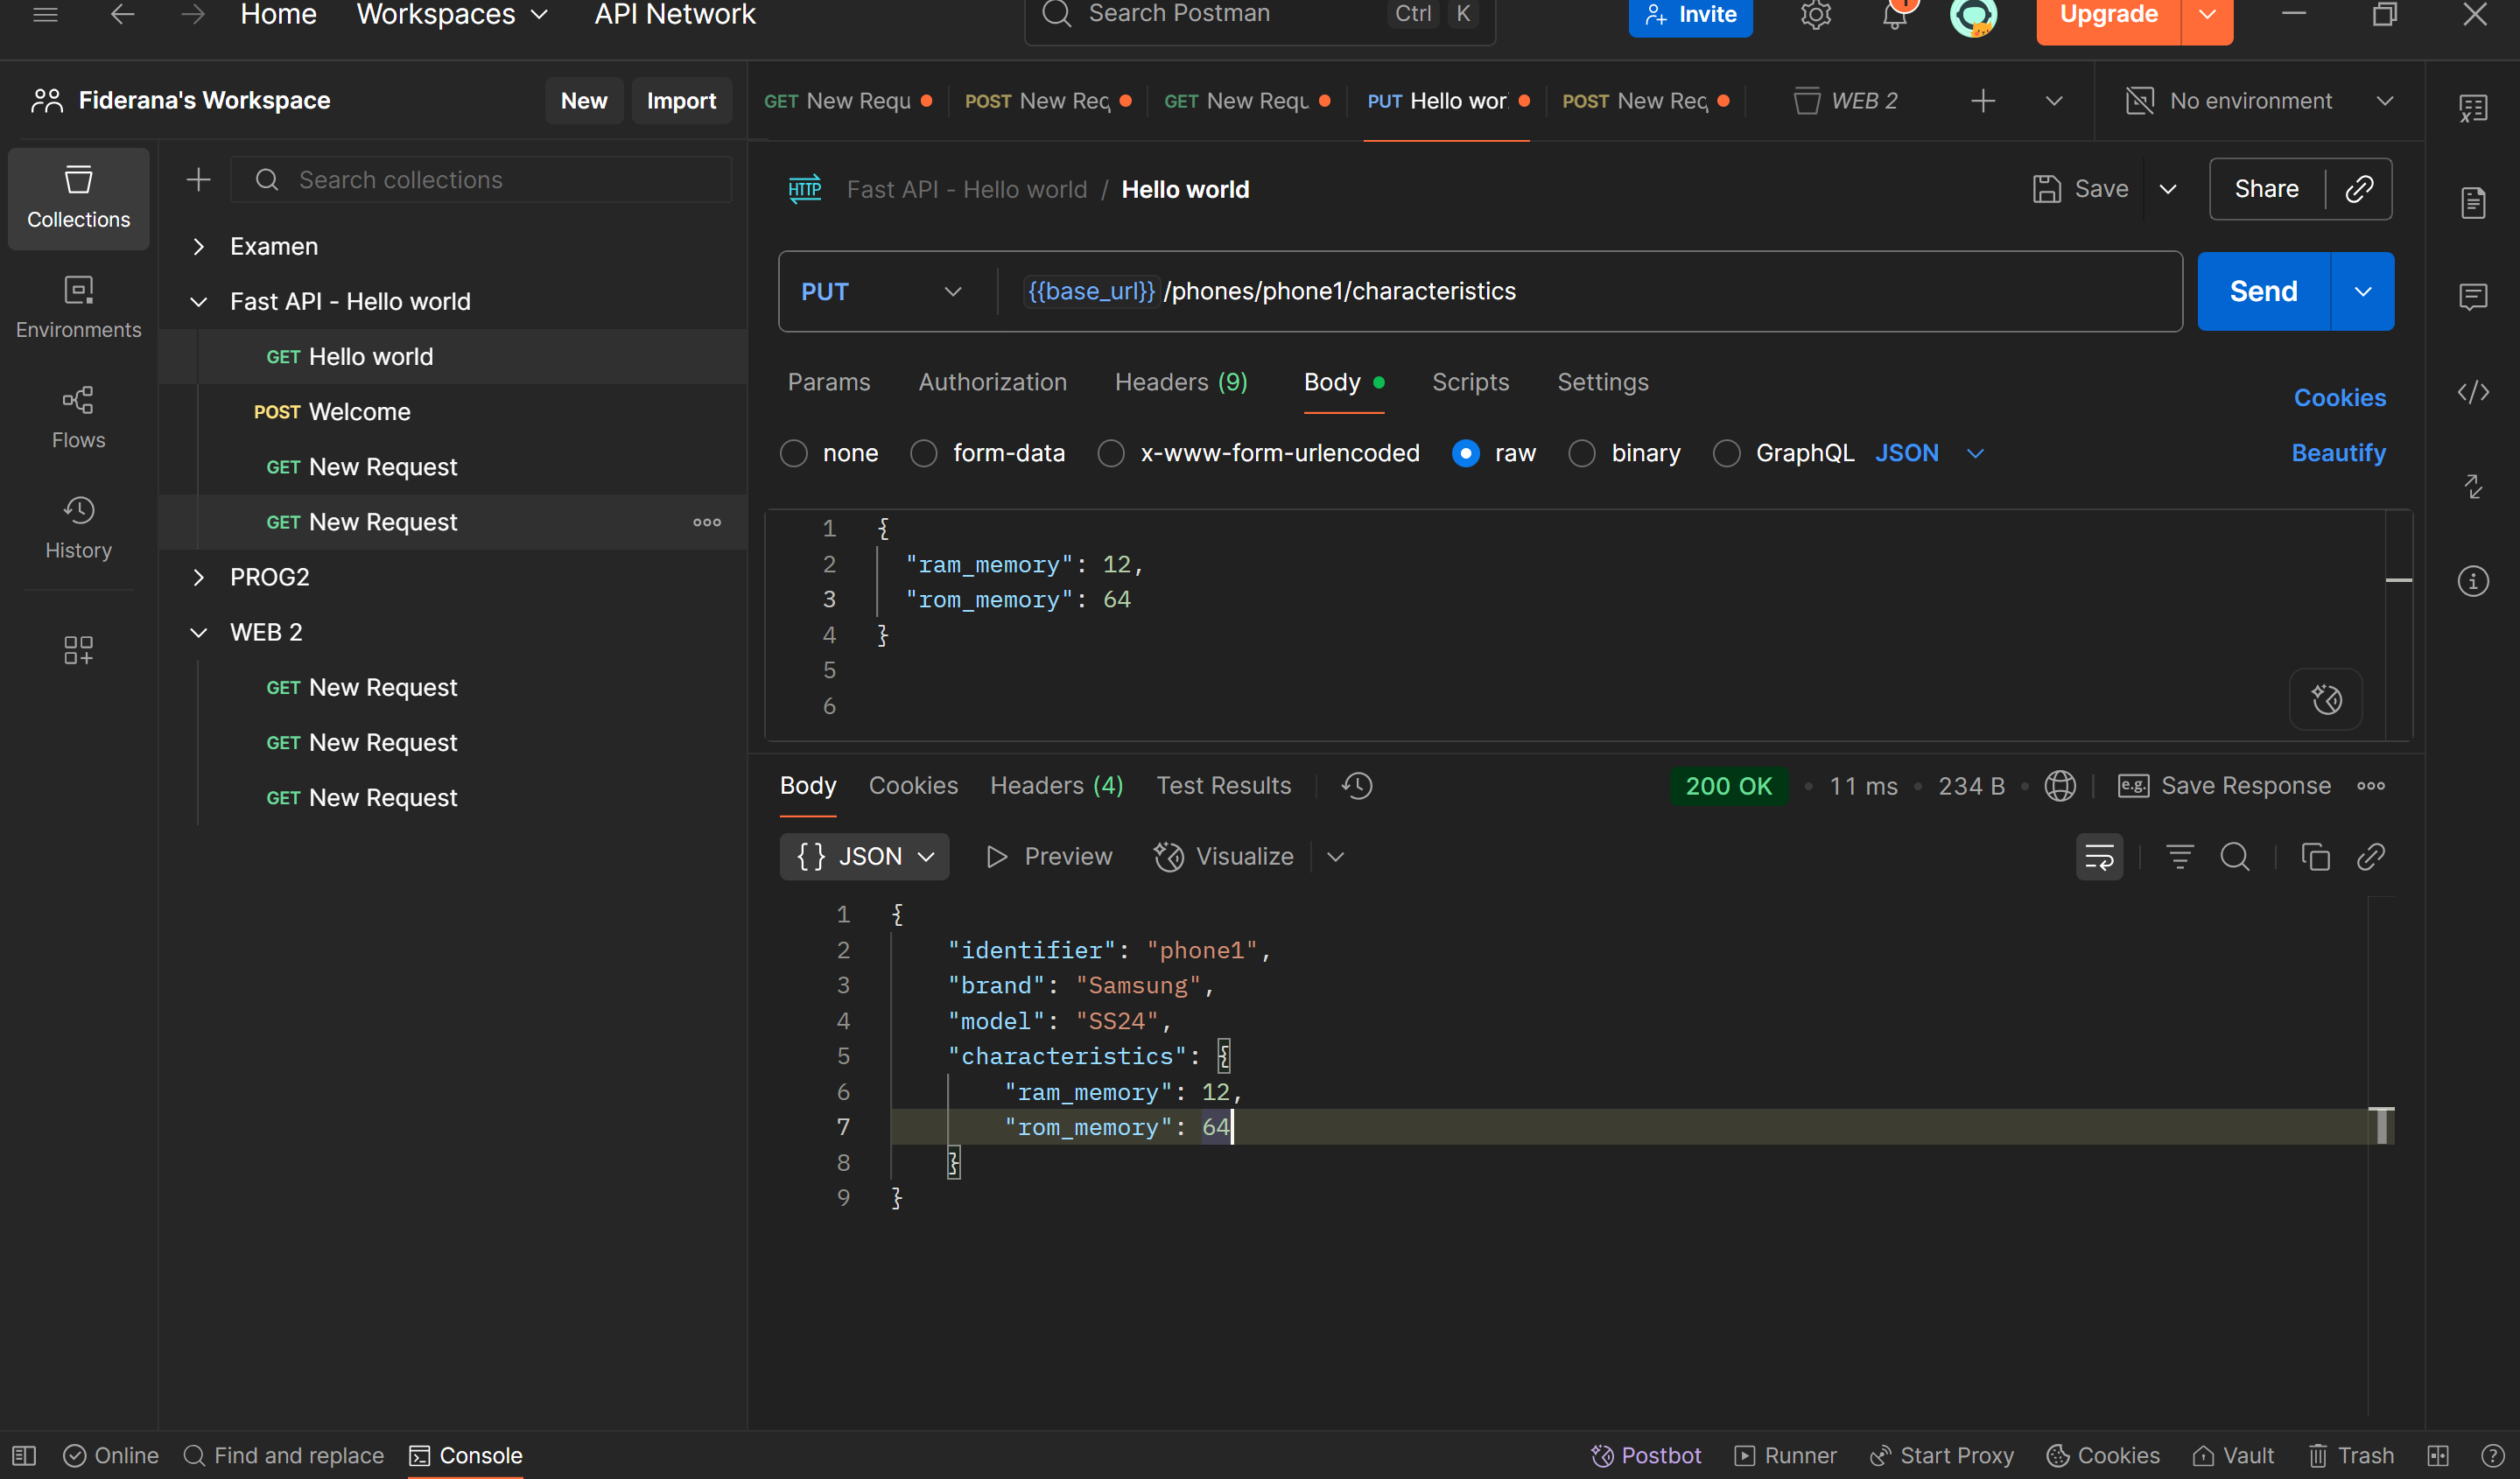 Home Workspaces API Network Search Postman Ctrl K Invite Upgrade
Fiderana's Workspace New Import
GET New Requ POST New Req GET New Requ PUT Hello wor POST New Req WEB 2 No environment
Collections
Environments
Flows
History
Search collections
Examen
Fast API - Hello world
GET Hello world
POST Welcome
GET New Request
GET New Request
PROG2
WEB 2
GET New Request
GET New Request
GET New Request
HTTP Fast API - Hello world / Hello world Save Share
PUT {{base_url}} /phones/phone1/characteristics Send
Params Authorization Headers (9) Body Scripts Settings Cookies
none form-data x-www-form-urlencoded raw binary GraphQL JSON Beautify
1 {
2 "ram_memory": 12,
3 "rom_memory": 64
4 }
5
6
Body Cookies Headers (4) Test Results 200 OK • 11 ms • 234 B • e.g. Save Response
{} JSON Preview Visualize
1 {
2 "identifier": "phone1",
3 "brand": "Samsung",
4 "model": "SS24",
5 "characteristics": {
6 "ram_memory": 12,
7 "rom_memory": 64
8 }
9 }
Online Find and replace Console Postbot Runner Start Proxy Cookies Vault Trash